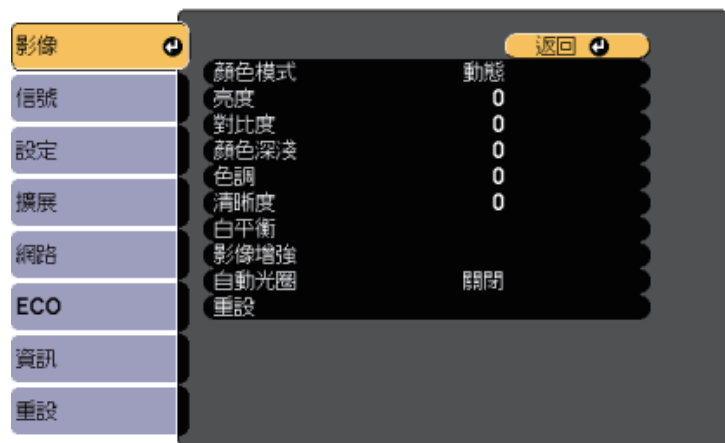 影像
信號
設定
擴展
網路
ECO
資訊
重設
返回
顏色模式 動態
亮度 0
對比度 0
顏色深淺 0
色調 0
清晰度 0
白平衡
影像增強
自動光圈 關閉
重設